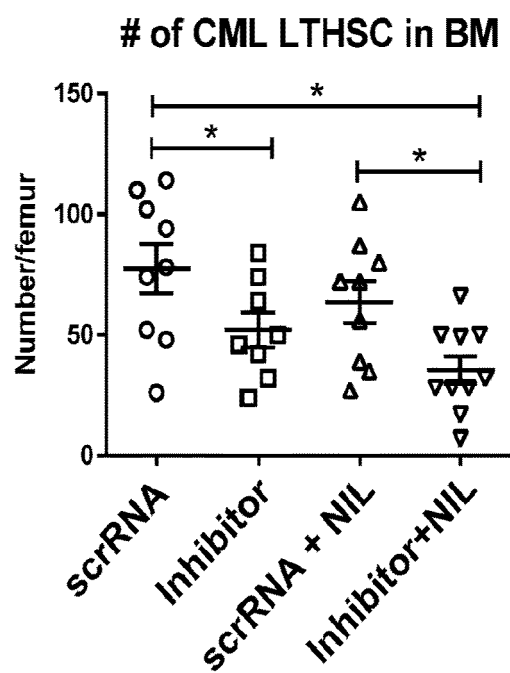 # of CML LTHSC in BM
Number/femur
150
100
50
0
*
*
*
scrRNA
Inhibitor
scrRNA + NIL
Inhibitor+NIL